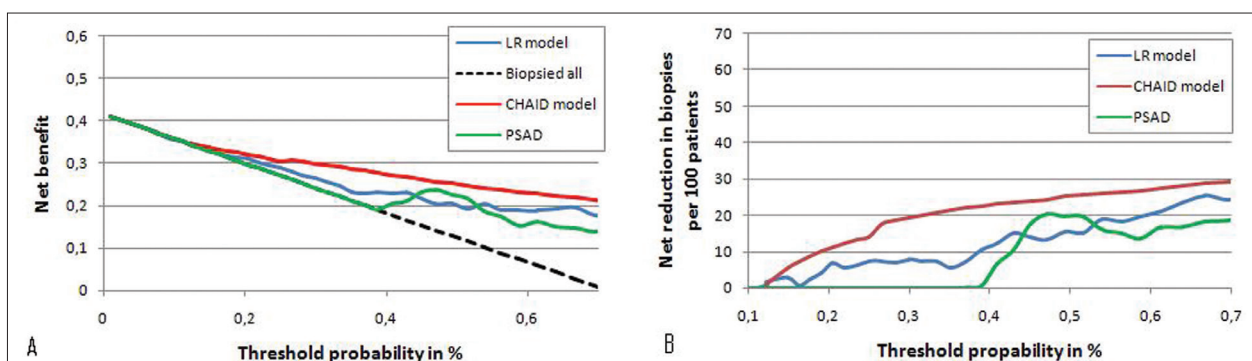 0,6
0,5
0,4
0,3
0,2
0,1
0
Net benefit
LR model
Biopsied all
CHAID model
PSAD
0 0,2 0,4 0,6
Threshold probability in %
A
70
60
50
40
30
20
10
0
Net reduction in biopsies
per 100 patients
LR model
CHAID model
PSAD
0,1 0,2 0,3 0,4 0,5 0,6 0,7
Threshold propability in %
B